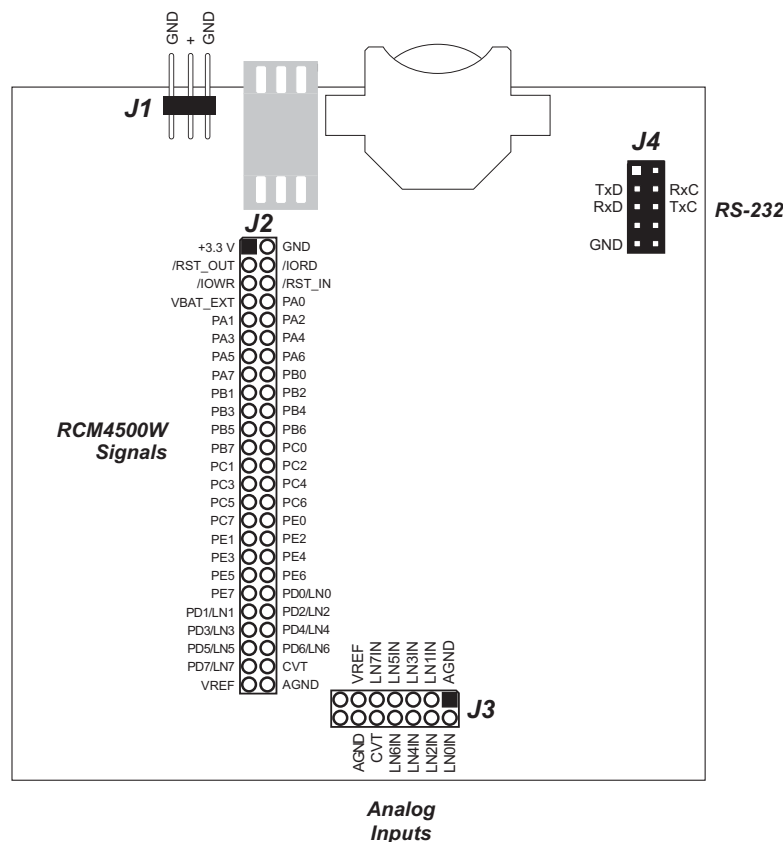 GND + GND
J1
J4
TxD RxC
RxD TxC
GND
RS-232
J2
+3.3 V GND
/RST_OUT /IORD
/IOWR /RST_IN
VBAT_EXT PA0
PA1 PA2
PA3 PA4
PA5 PA6
PA7 PB0
PB1 PB2
PB3 PB4
PB5 PB6
PB7 PC0
PC1 PC2
PC3 PC4
PC5 PC6
PC7 PE0
PE1 PE2
PE3 PE4
PE5 PE6
PE7 PD0/LN0
PD1/LN1 PD2/LN2
PD3/LN3 PD4/LN4
PD5/LN5 PD6/LN6
PD7/LN7 CVT
VREF AGND
RCM4500W
Signals
VREF LN7IN LN5IN LN3IN LN1IN AGND
J3
AGND CVT LN6IN LN4IN LN2IN LN0IN
Analog
Inputs